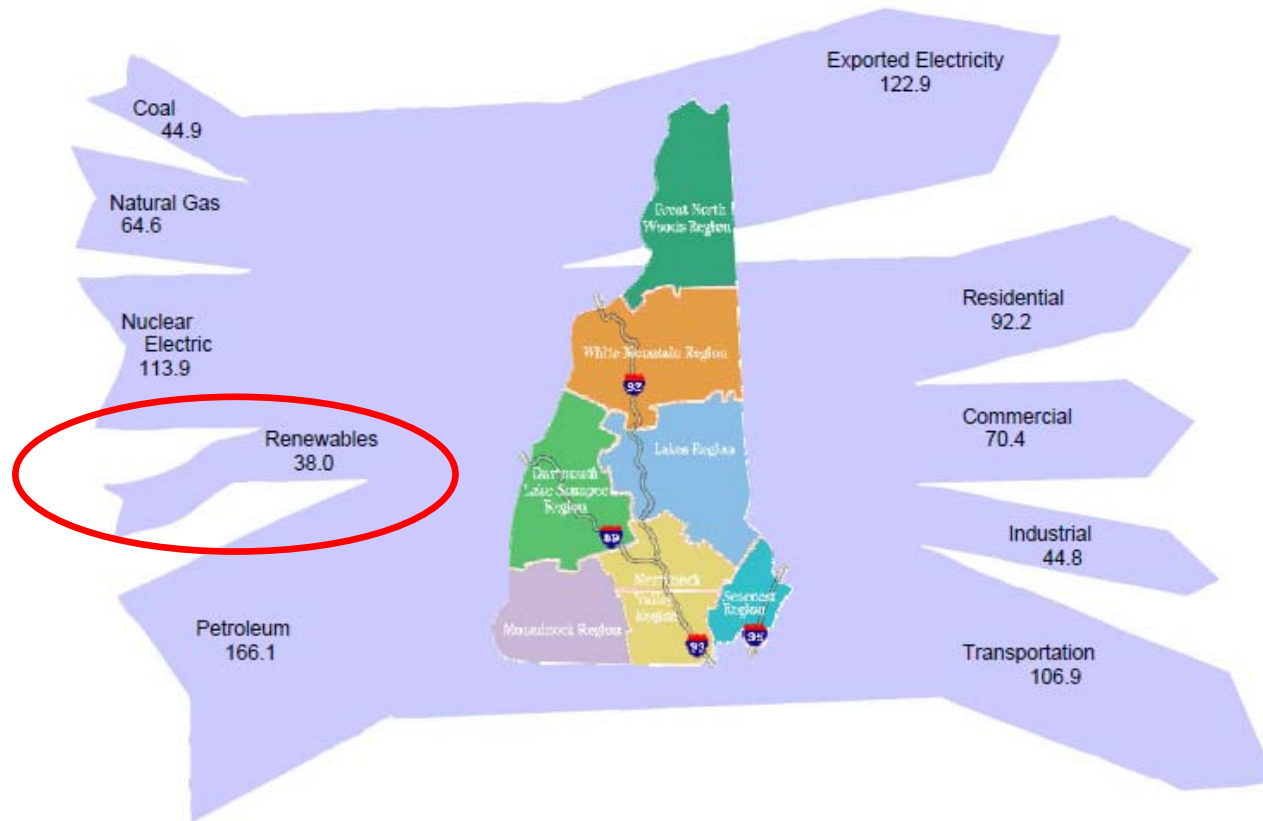 Coal
44.9
Natural Gas
64.6
Nuclear
Electric
113.9
Renewables
38.0
Petroleum
166.1
Exported Electricity
122.9
Residential
92.2
Commercial
70.4
Industrial
44.8
Transportation
106.9
Great North
Woods Region
White Mountain Region
93
Lakes Region
Dartmouth
Lake Sunapee
Region
89
Merrimack
Valley
Region
Seacoast
Region
Monadnock Region
93
95